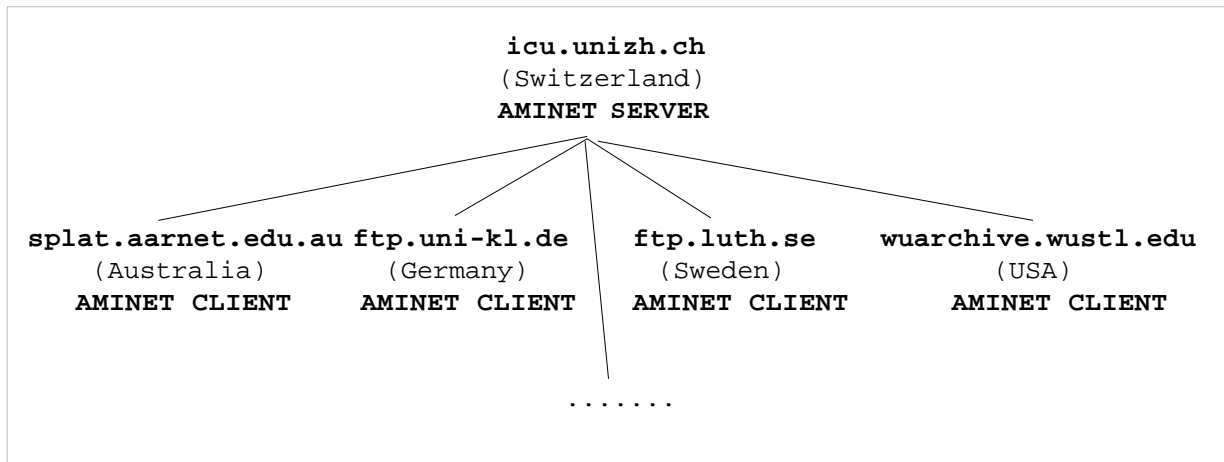 icu.unizh.ch
(Switzerland)
AMINET SERVER
splat.aarnet.edu.au ftp.uni-kl.de ftp.luth.se wuarchive.wustl.edu
(Australia) (Germany) (Sweden) (USA)
AMINET CLIENT AMINET CLIENT AMINET CLIENT AMINET CLIENT
.......